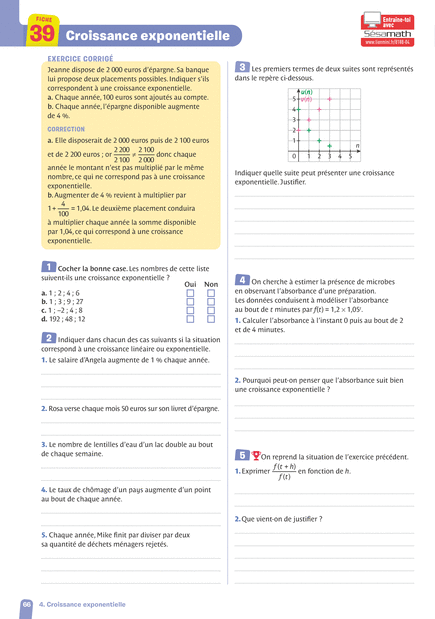 FICHE
39
Croissance exponentielle
Entraîne-toi
avec
Sésamath
EXERCICE CORRIGÉ
Jeanne dispose de 2 000 euros d'épargne. Sa banque
lui propose deux placements possibles. Indiquer s'ils
correspondent à une croissance exponentielle.
a. Chaque année, 100 euros sont ajoutés au compte.
b. Chaque année, l'épargne disponible augmente
de 4 %.
CORRECTION
a. Elle disposerait de 2 000 euros puis de 2 100 euros
et de 2 200 euros ; or 2 200/2 100 ≠ 2 100/2 000 donc chaque
année le montant n'est pas multiplié par le même
nombre, ce qui ne correspond pas à une croissance
exponentielle.
b. Augmenter de 4 % revient à multiplier par
1 + 4/100 = 1,04. Le deuxième placement conduira
à multiplier chaque année la somme disponible
par 1,04, ce qui correspond à une croissance
exponentielle.
1 Cocher la bonne case. Les nombres de cette liste
suivent-ils une croissance exponentielle ?
Oui Non
a. 1 ; 2 ; 4 ; 6
b. 1 ; 3 ; 9 ; 27
c. 1 ; –2 ; 4 ; 8
d. 192 ; 48 ; 12
2 Indiquer dans chacun des cas suivants si la situation
correspond à une croissance linéaire ou exponentielle.
1. Le salaire d'Angela augmente de 1 % chaque année.
2. Rosa verse chaque mois 50 euros sur son livret d'épargne.
3. Le nombre de lentilles d'eau d'un lac double au bout
de chaque semaine.
4. Le taux de chômage d'un pays augmente d'un point
au bout de chaque année.
5. Chaque année, Mike finit par diviser par deux
sa quantité de déchets ménagers rejetés.
3 Les premiers termes de deux suites sont représentés
dans le repère ci-dessous.
u(n)
v(n)
5
4
3
2
1
n
0 1 2 3 4 5
Indiquer quelle suite peut présenter une croissance
exponentielle. Justifier.
4 On cherche à estimer la présence de microbes
en observant l'absorbance d'une préparation.
Les données conduisent à modéliser l'absorbance
au bout de t minutes par f(t) = 1,2 × 1,05ᵗ.
1. Calculer l'absorbance à l'instant 0 puis au bout de 2
et de 4 minutes.
2. Pourquoi peut-on penser que l'absorbance suit bien
une croissance exponentielle ?
5 On reprend la situation de l'exercice précédent.
1. Exprimer f(t + h)/f(t) en fonction de h.
2. Que vient-on de justifier ?
66 4. Croissance exponentielle